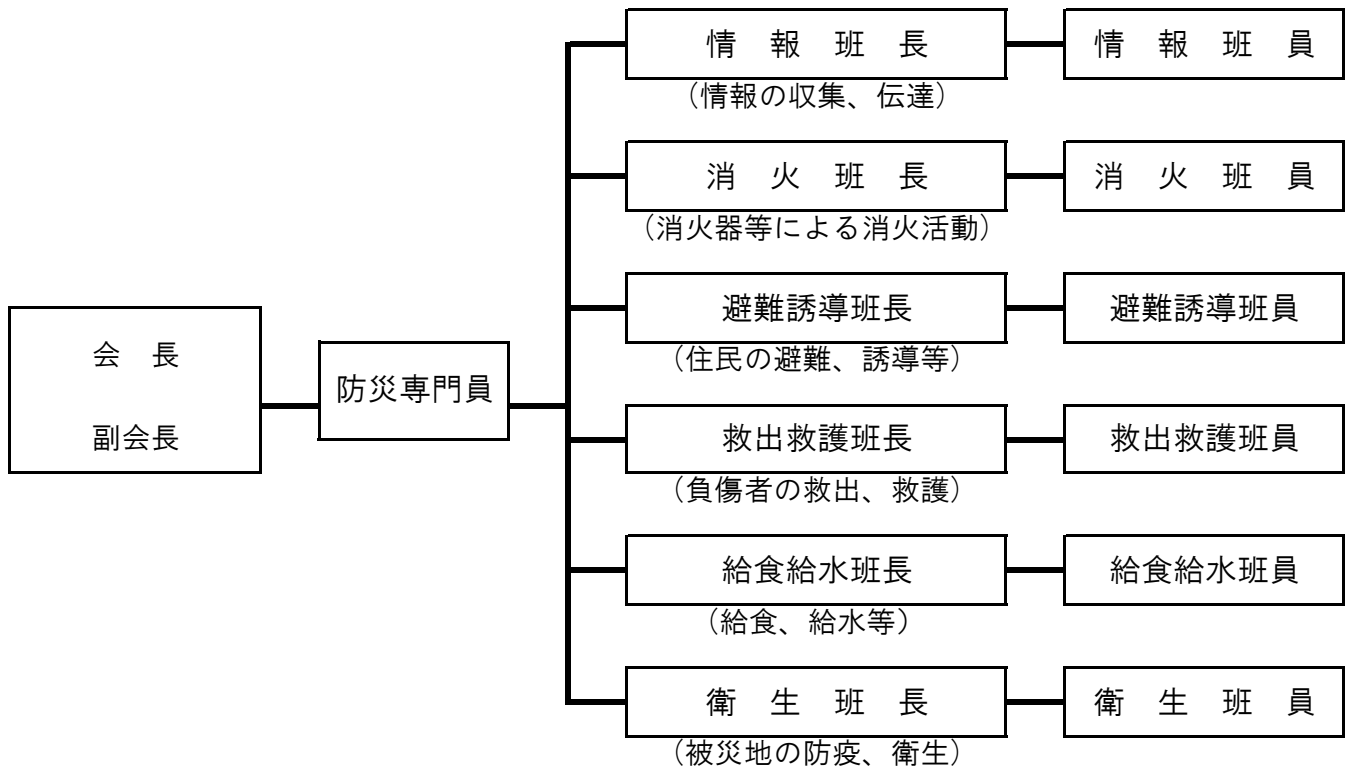 会　長
副会長
防災専門員
情　報　班　長
(情報の収集、伝達)
情　報　班　員
消　火　班　長
(消火器等による消火活動)
消　火　班　員
避難誘導班長
(住民の避難、誘導等)
避難誘導班員
救出救護班長
(負傷者の救出、救護)
救出救護班員
給食給水班長
(給食、給水等)
給食給水班員
衛　生　班　長
(被災地の防疫、衛生)
衛　生　班　員